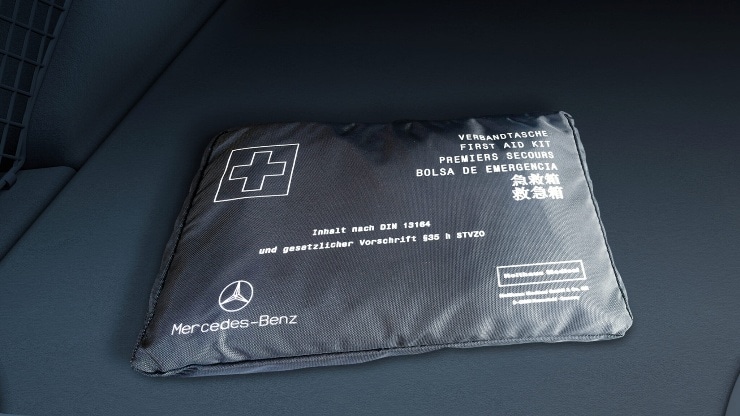 VERBANDTASCHE
FIRST AID KIT
PREMIERS SECOURS
BOLSA DE EMERGENCIA
急救箱
救急箱
Inhalt nach DIN 13164
und gesetzlicher Vorschrift §35 h STVZO
Mercedes-Benz